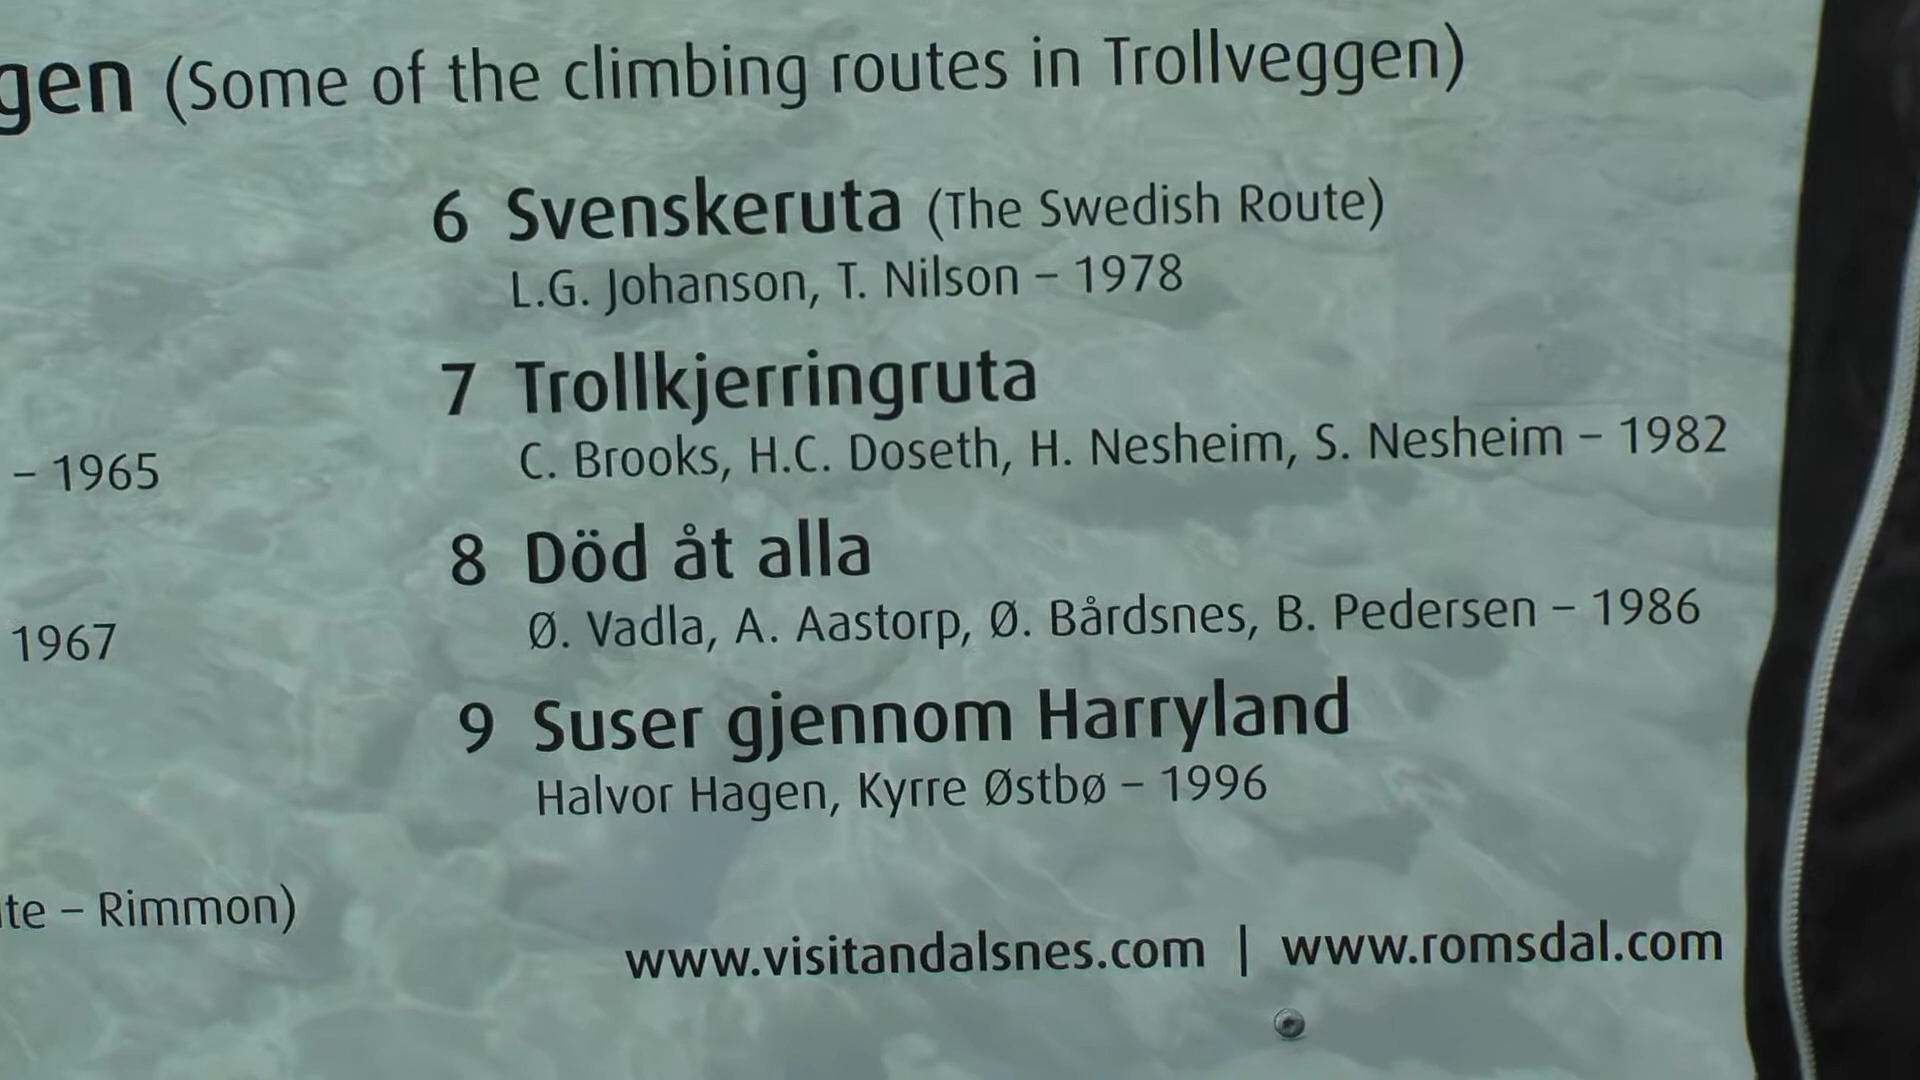 gen (Some of the climbing routes in Trollveggen)
6 Svenskeruta (The Swedish Route)
L.G. Johanson, T. Nilson – 1978
7 Trollkjerringruta
C. Brooks, H.C. Doseth, H. Nesheim, S. Nesheim – 1982
– 1965
8 Död åt alla
Ø. Vadla, A. Aastorp, Ø. Bårdsnes, B. Pedersen – 1986
1967
9 Suser gjennom Harryland
Halvor Hagen, Kyrre Østbø – 1996
te – Rimmon)
www.visitandalsnes.com | www.romsdal.com